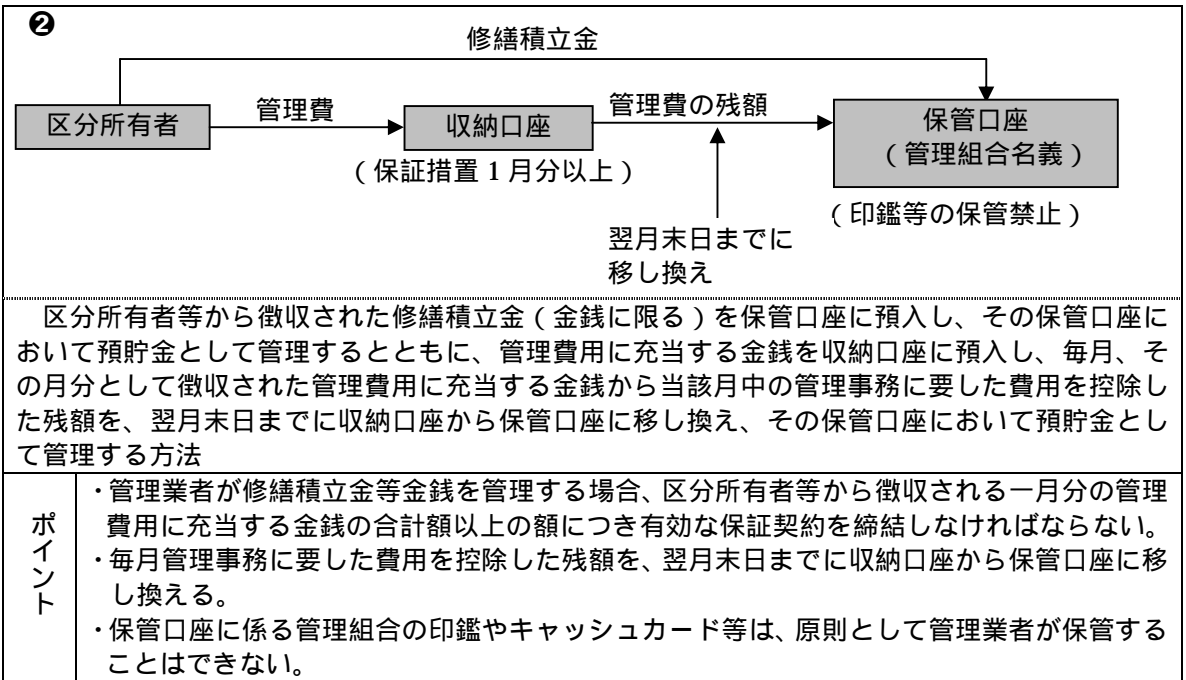 ❷
修繕積立金
区分所有者
管理費
収納口座
管理費の残額
保管口座
（管理組合名義）
（保証措置１月分以上）
（印鑑等の保管禁止）
翌月末日までに
移し換え
区分所有者等から徴収された修繕積立金（金銭に限る）を保管口座に預入し、その保管口座に
おいて預貯金として管理するとともに、管理費用に充当する金銭を収納口座に預入し、毎月、そ
の月分として徴収された管理費用に充当する金銭から当該月中の管理事務に要した費用を控除し
た残額を、翌月末日までに収納口座から保管口座に移し換え、その保管口座において預貯金とし
て管理する方法
ポイント
・管理業者が修繕積立金等金銭を管理する場合、区分所有者等から徴収される一月分の管理
費用に充当する金銭の合計額以上の額につき有効な保証契約を締結しなければならない。
・毎月管理事務に要した費用を控除した残額を、翌月末日までに収納口座から保管口座に移
し換える。
・保管口座に係る管理組合の印鑑やキャッシュカード等は、原則として管理業者が保管する
ことはできない。